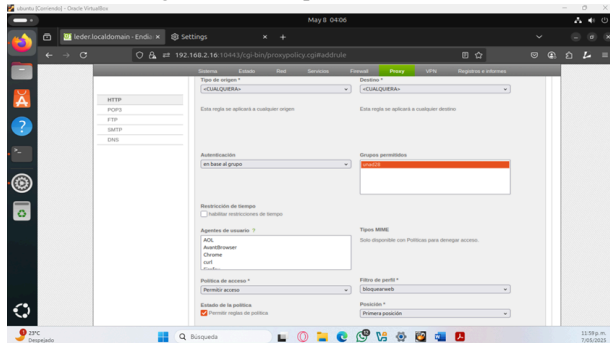 ubuntu [Corriendo] - Oracle VirtualBox
May 8 04:06
leder.localdomain - Endia
Settings
192.168.2.16:10443/cgi-bin/proxypolicy.cgi#addrule
Sistema Estado Red Servicios Firewall Proxy VPN Registros e informes
HTTP
POP3
FTP
SMTP
DNS
Tipo de origen * Destino *
<CUALQUIERA> <CUALQUIERA>
Esta regla se aplicará a cualquier origen Esta regla se aplicará a cualquier destino
Autenticación Grupos permitidos
en base al grupo
Restricción de tiempo
habilitar restricciones de tiempo
Agentes de usuario ? Tipos MIME
AOL Solo disponible con Políticas para denegar acceso.
AvantBrowser
Chrome
curl
Firefox
Política de acceso * Filtro de perfil *
Permitir acceso bloquearweb
Estado de la política Posición *
Permitir reglas de política Primera posición
23°C
Despejado
Búsqueda
11:59 p. m.
7/05/2025